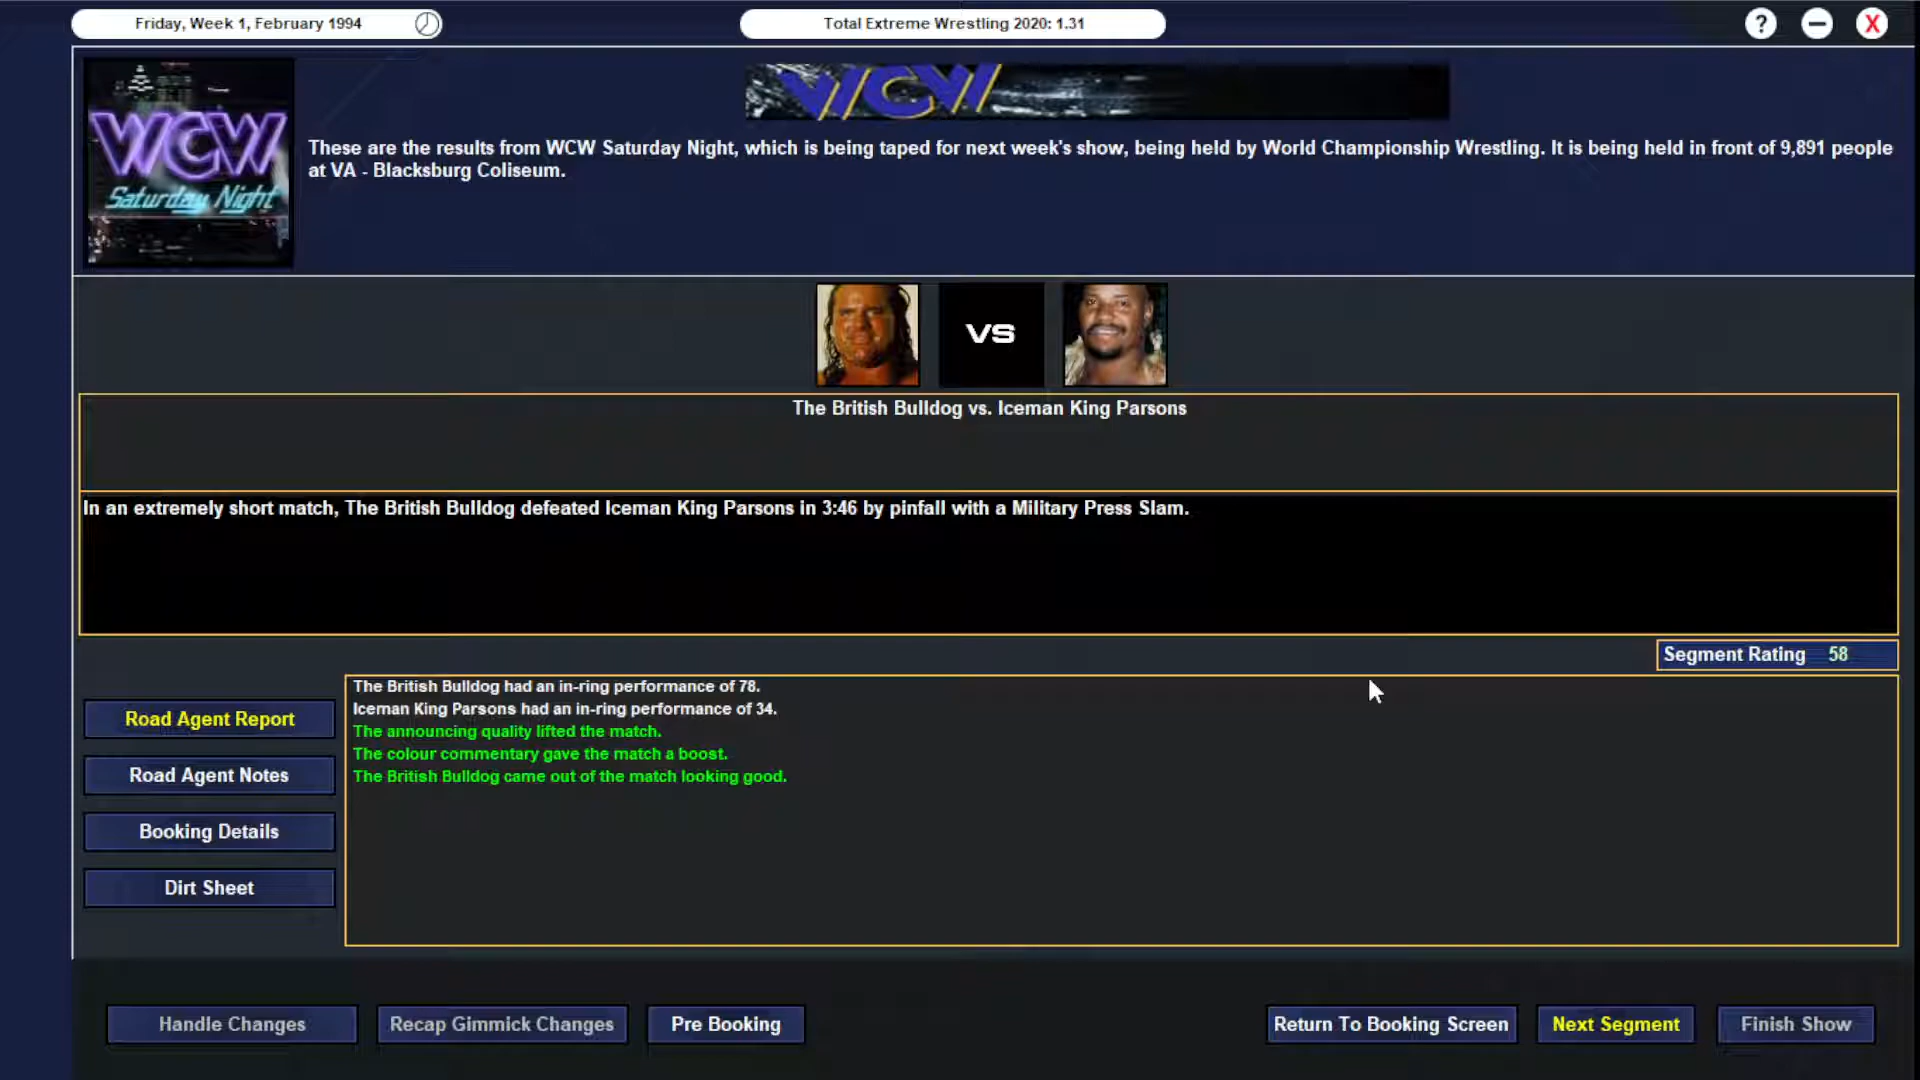 Friday, Week 1, February 1994
Total Extreme Wrestling 2020: 1.31
?
X
WCW
WCW
Saturday Night
These are the results from WCW Saturday Night, which is being taped for next week's show, being held by World Championship Wrestling. It is being held in front of 9,891 people
at VA - Blacksburg Coliseum.
VS
The British Bulldog vs. Iceman King Parsons
In an extremely short match, The British Bulldog defeated Iceman King Parsons in 3:46 by pinfall with a Military Press Slam.
Segment Rating 58
Road Agent Report
Road Agent Notes
Booking Details
Dirt Sheet
The British Bulldog had an in-ring performance of 78.
Iceman King Parsons had an in-ring performance of 34.
The announcing quality lifted the match.
The colour commentary gave the match a boost.
The British Bulldog came out of the match looking good.
Handle Changes
Recap Gimmick Changes
Pre Booking
Return To Booking Screen
Next Segment
Finish Show